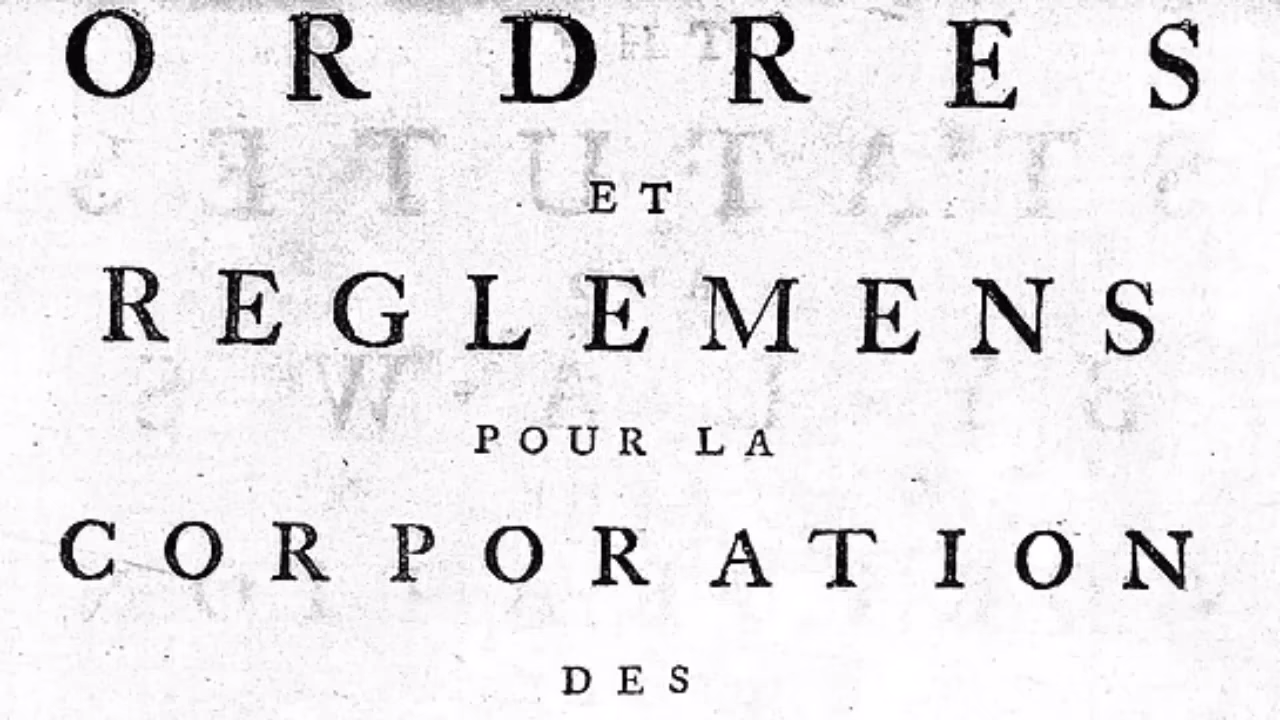 ORDRES
ET
REGLEMENS
POUR LA
CORPORATION
DES